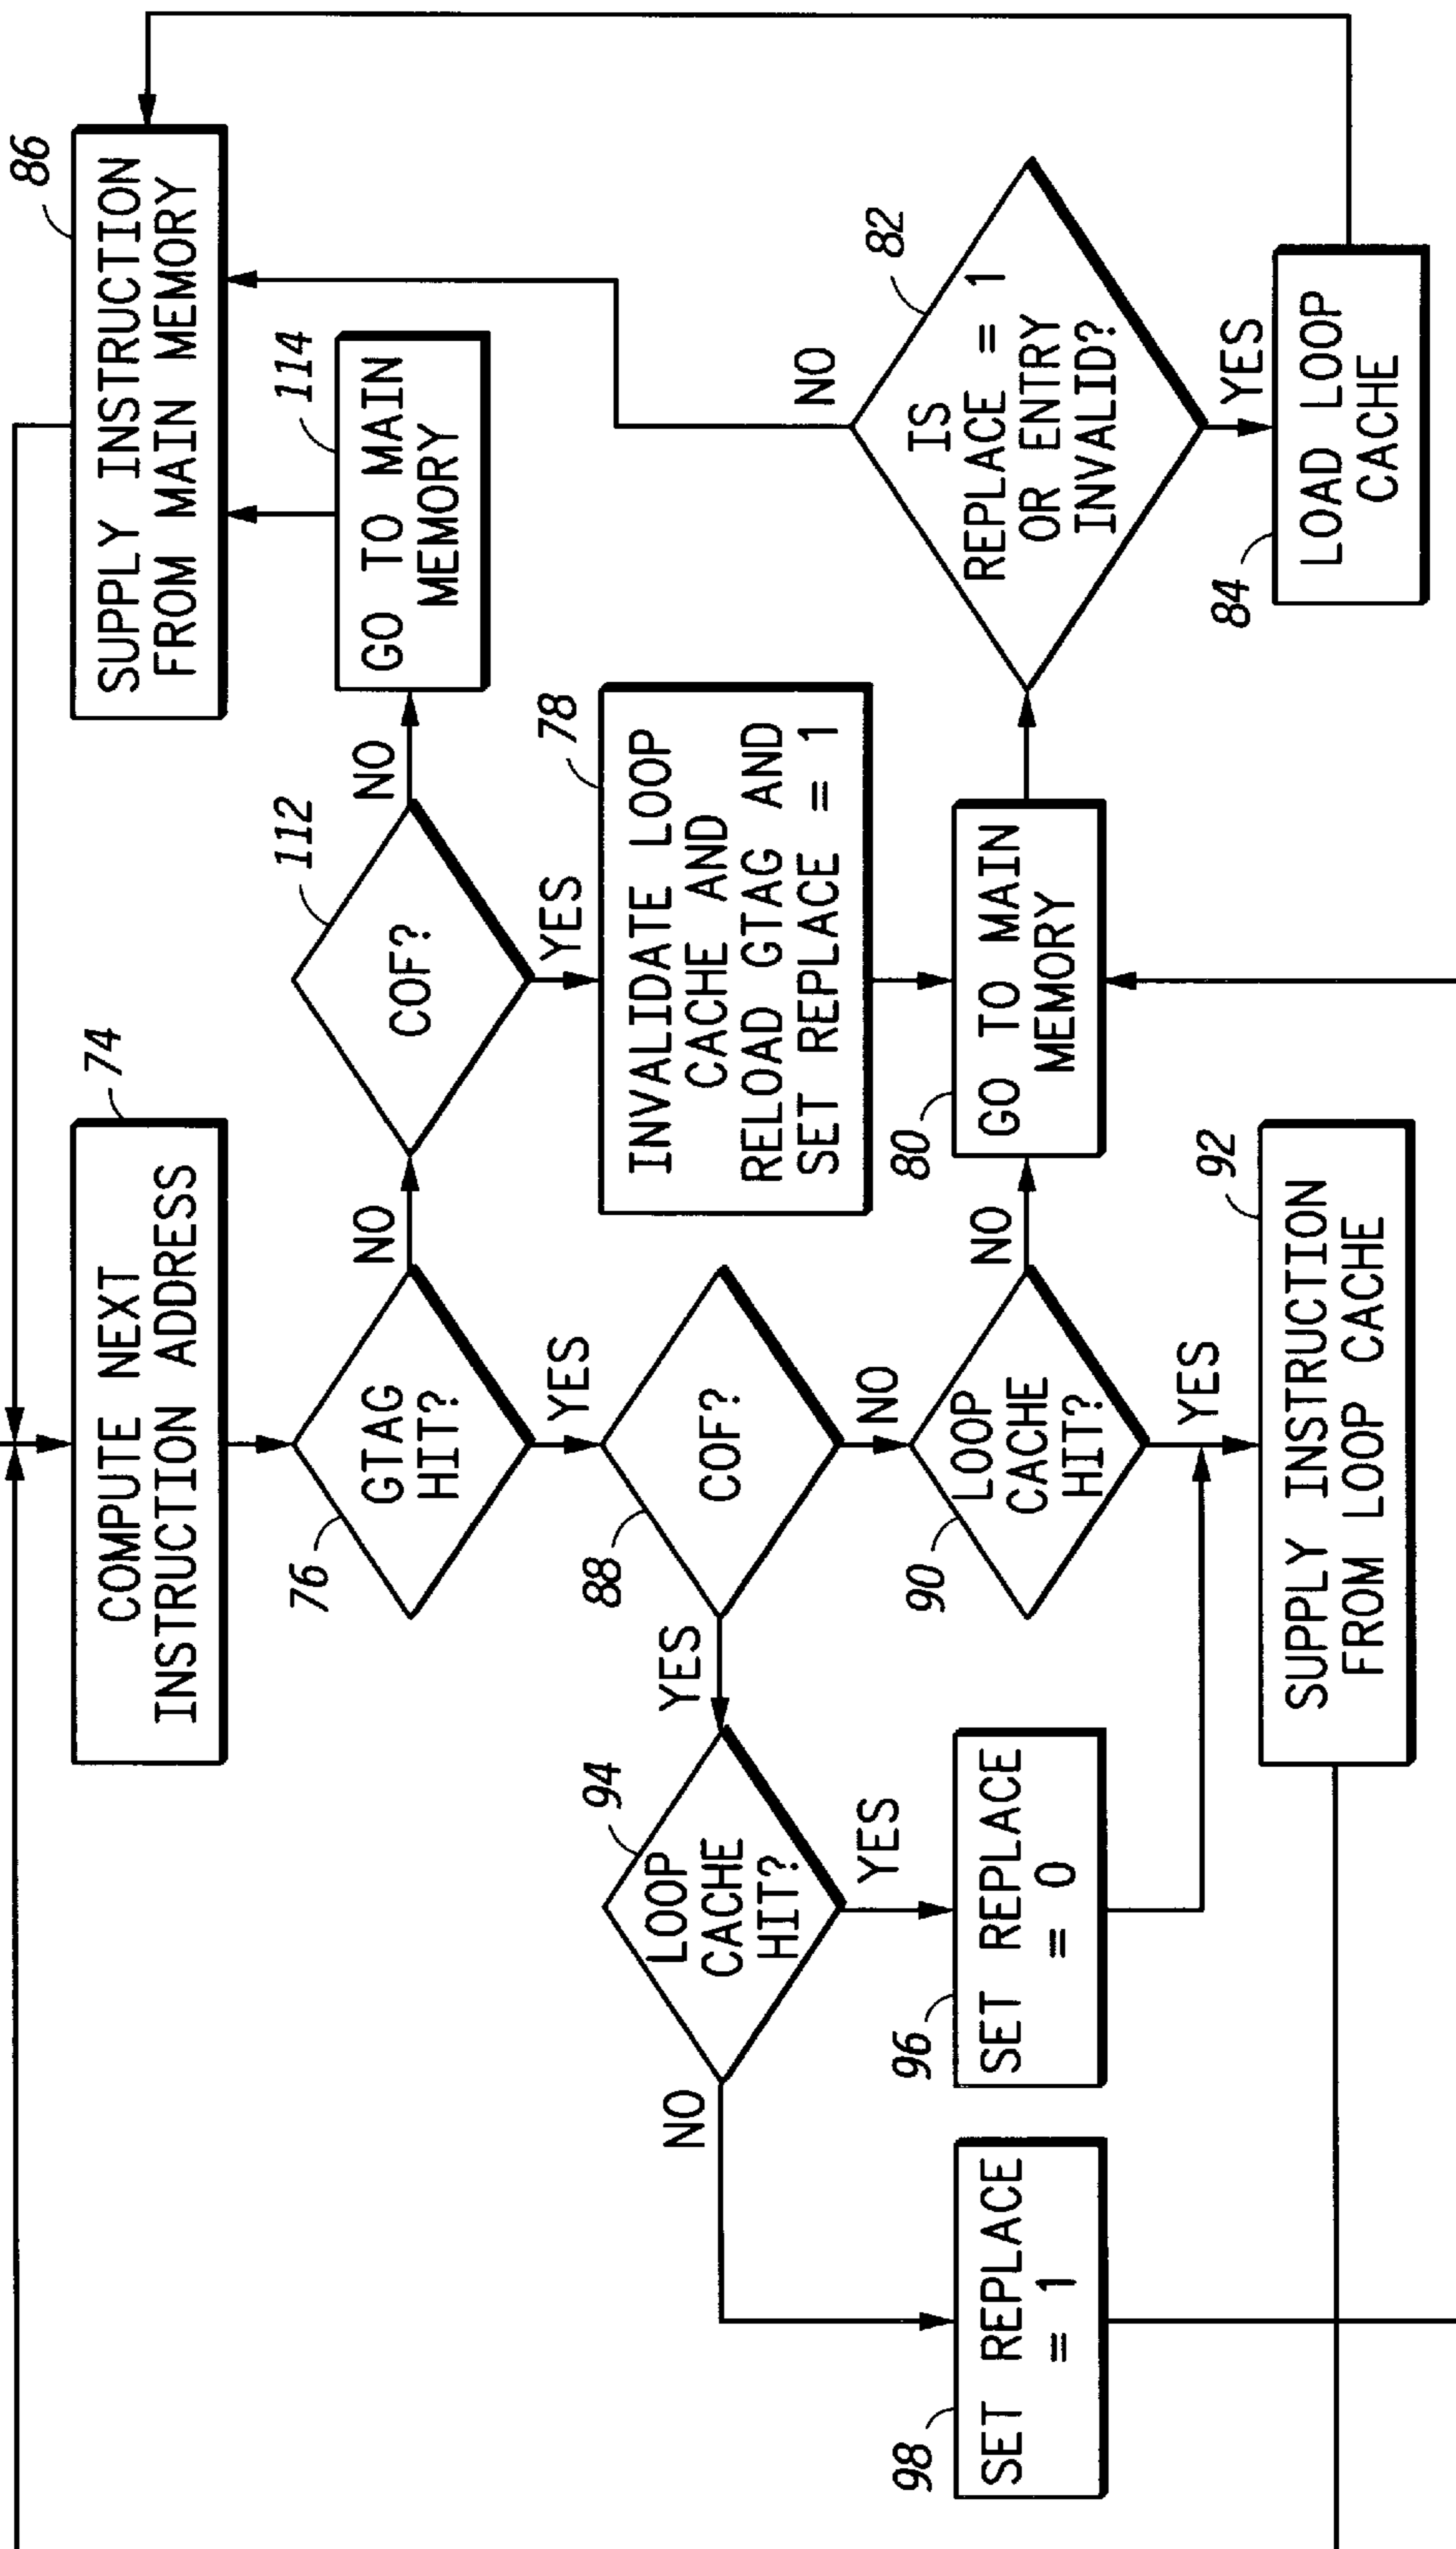 74
COMPUTE NEXT
INSTRUCTION ADDRESS
86
SUPPLY INSTRUCTION
FROM MAIN MEMORY
76
GTAG
HIT?
NO
YES
112
COF?
NO
YES
114
GO TO MAIN
MEMORY
78
INVALIDATE LOOP
CACHE AND
RELOAD GTAG AND
SET REPLACE = 1
88
COF?
YES
NO
94
LOOP
CACHE
HIT?
NO
YES
90
LOOP
CACHE
HIT?
NO
YES
80
GO TO MAIN
MEMORY
82
IS
REPLACE = 1
OR ENTRY
INVALID?
NO
YES
98
SET REPLACE
= 1
96
SET REPLACE
= 0
92
SUPPLY INSTRUCTION
FROM LOOP CACHE
84
LOAD LOOP
CACHE